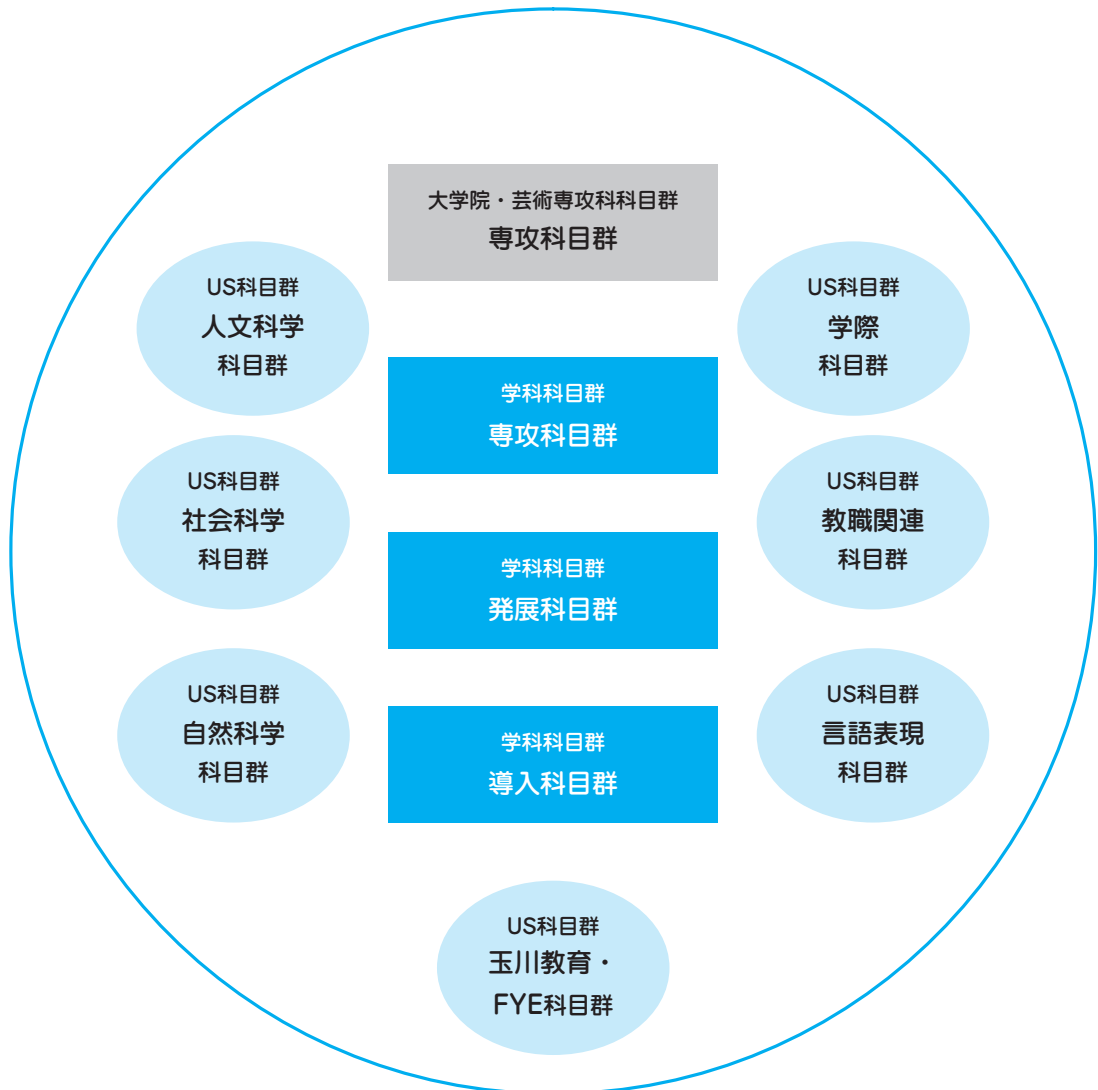 大学院・芸術専攻科科目群
専攻科目群
US科目群
人文科学
科目群
US科目群
学際
科目群
学科科目群
専攻科目群
US科目群
社会科学
科目群
US科目群
教職関連
科目群
学科科目群
発展科目群
US科目群
自然科学
科目群
US科目群
言語表現
科目群
学科科目群
導入科目群
US科目群
玉川教育・
FYE科目群